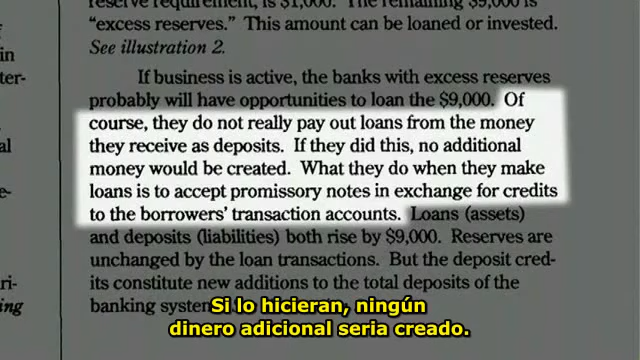 in
ter-
al
e-
ri-
ing
reserve requirement, is $1,000. The remaining $9,000 is
“excess reserves.” This amount can be loaned or invested.
See illustration 2.
If business is active, the banks with excess reserves
probably will have opportunities to loan the $9,000. Of
course, they do not really pay out loans from the money
they receive as deposits. If they did this, no additional
money would be created. What they do when they make
loans is to accept promissory notes in exchange for credits
to the borrowers’ transaction accounts. Loans (assets)
and deposits (liabilities) both rise by $9,000. Reserves are
unchanged by the loan transactions. But the deposit cred-
its constitute new additions to the total deposits of the
banking system
Si lo hicieran, ningún
dinero adicional seria creado.